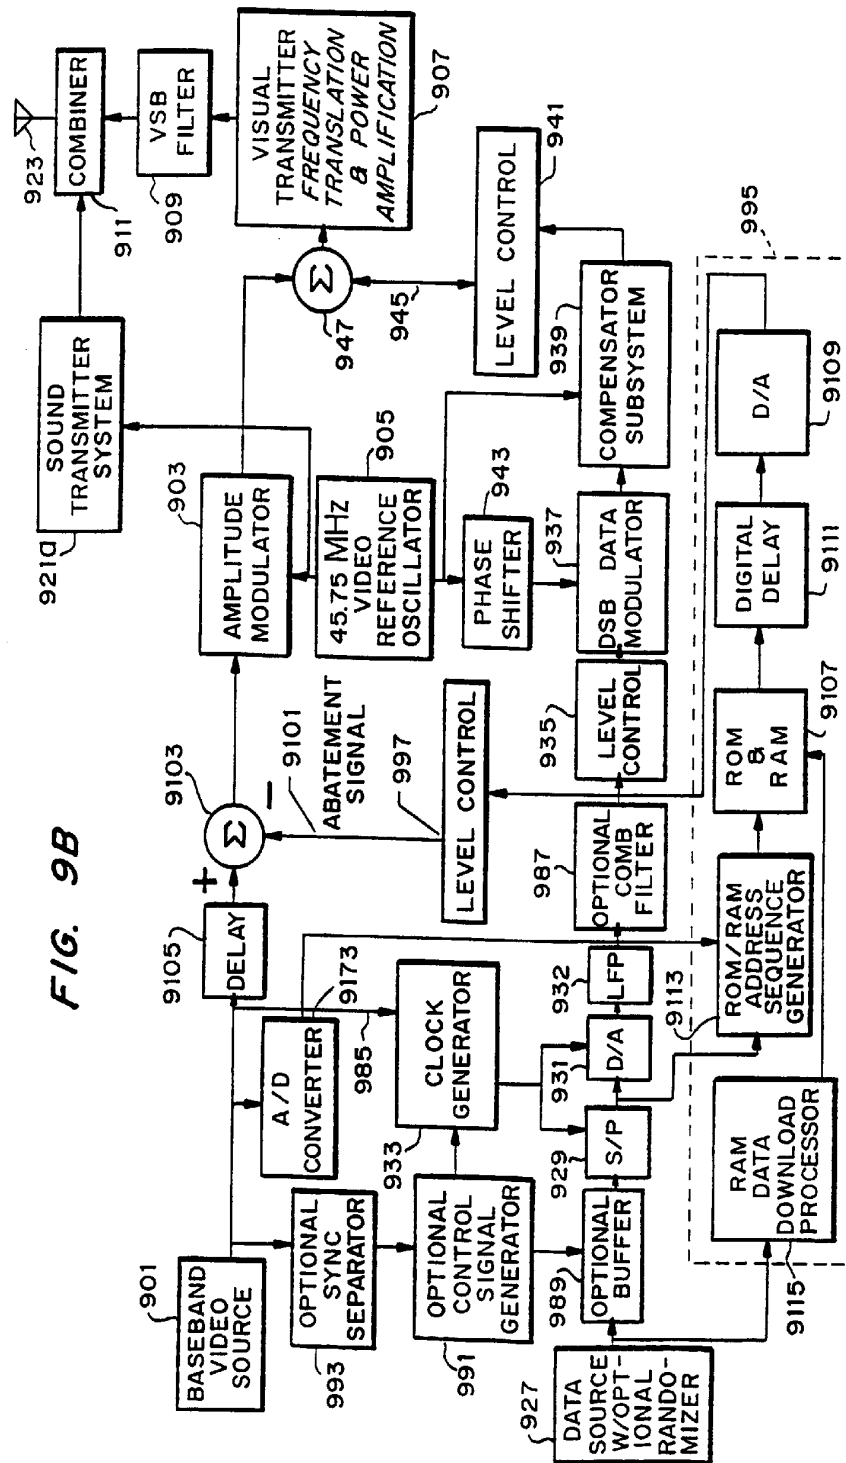 FIG. 9B
901
BASEBAND
VIDEO
SOURCE
993
OPTIONAL
SYNC
SEPARATOR
991
OPTIONAL
CONTROL
SIGNAL
GENERATOR
927
DATA
SOURCE
W/OPT-
IONAL
RANDO-
MIZER
989
OPTIONAL
BUFFER
9115
RAM
DATA
DOWNLOAD
PROCESSOR
A/D
CONVERTER
9173
985
933
CLOCK
GENERATOR
929
S/P
931
D/A
932
LFP
9113
ROM/RAM
ADDRESS
SEQUENCE
GENERATOR
9105
DELAY
+
9103
Σ
−
9101
ABATEMENT
SIGNAL
997
LEVEL CONTROL
987
OPTIONAL
COMB
FILTER
935
LEVEL
CONTROL
ROM
&
RAM
9107
903
AMPLITUDE
MODULATOR
905
45.75 MHz
VIDEO
REFERENCE
OSCILLATOR
943
PHASE
SHIFTER
937
DSB DATA
MODULATOR
DIGITAL
DELAY
9111
921a
SOUND
TRANSMITTER
SYSTEM
Σ
947
945
LEVEL CONTROL
941
939
COMPENSATOR
SUBSYSTEM
D/A
9109
995
923
COMBINER
911
VSB
FILTER
909
VISUAL
TRANSMITTER
FREQUENCY
TRANSLATION
& POWER
AMPLIFICATION
907